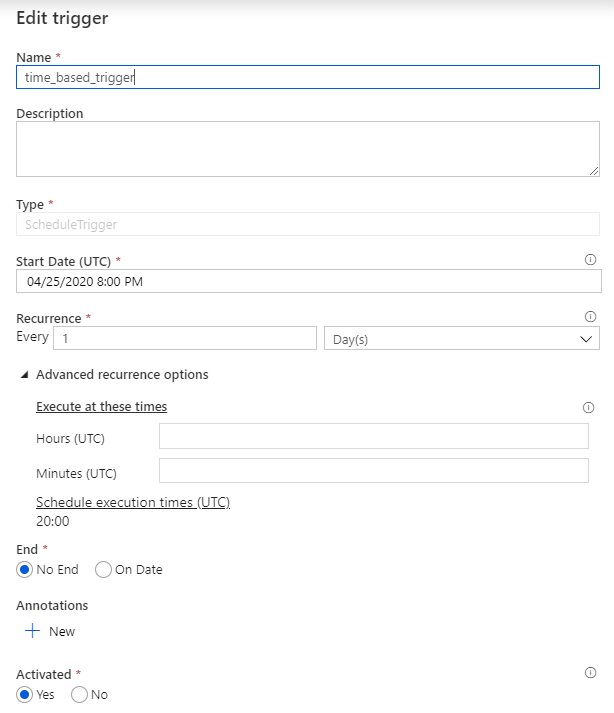 Edit trigger
Name *
time_based_trigger
Description
Type *
ScheduleTrigger
Start Date (UTC) *
04/25/2020 8:00 PM
Recurrence *
Every 1 Day(s)
Advanced recurrence options
Execute at these times
Hours (UTC)
Minutes (UTC)
Schedule execution times (UTC)
20:00
End *
No End On Date
Annotations
New
Activated *
Yes No